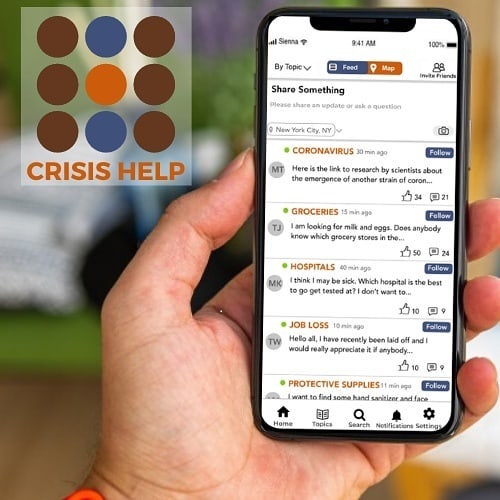 CRISIS HELP
Sienna
9:41 AM
100%
By Topic
Feed
Map
Invite Friends
Share Something
Please share an update or ask a question
New York City, NY
CORONAVIRUS 30 min ago
Follow
MT
Here is the link to research by scientists about
the emergence of another strain of coron...
34 21
GROCERIES 15 min ago
Follow
TJ
I am looking for milk and eggs. Does anybody
know which grocery stores in the...
50 24
HOSPITALS 40 min ago
Follow
MK
I think I may be sick. Which hospital is the best
to go get tested at? I don't want to...
10 9
JOB LOSS 10 min ago
Follow
TW
Hello all, I have recently been laid off and I
would really appreciate it if anybody...
10 9
PROTECTIVE SUPPLIES 11 min ago
Follow
I want to find some hand sanitizer and face
Home
Topics
Search
Notifications
Settings